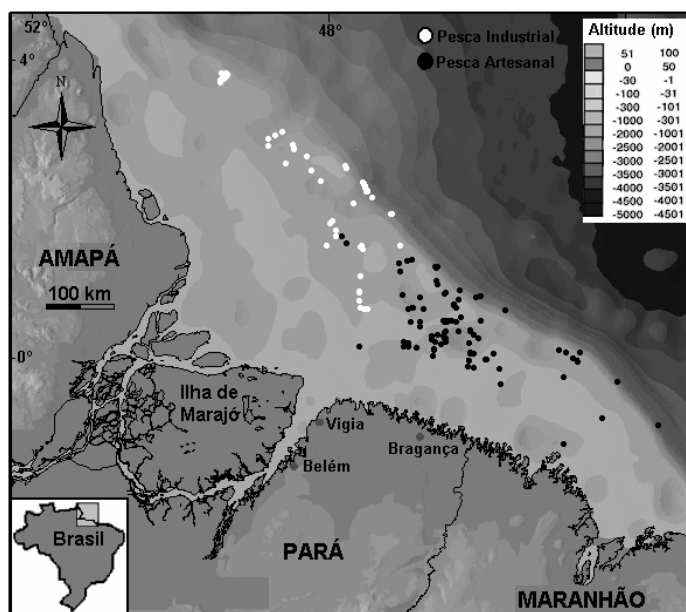 52°
48°
4°
Pesca Industrial
Pesca Artesanal
Altitude (m)
51 100
0 50
-30 -1
-100 -31
-300 -101
-1000 -301
-2000 -1001
-2500 -2001
-3000 -2501
-3500 3001
-4000 -3501
-4500 -4001
-5000 -4501
N
AMAPÁ
100 km
0°
Ilha de
Marajó
Vigia
Bragança
Belém
Brasil
PARÁ
MARANHÃO